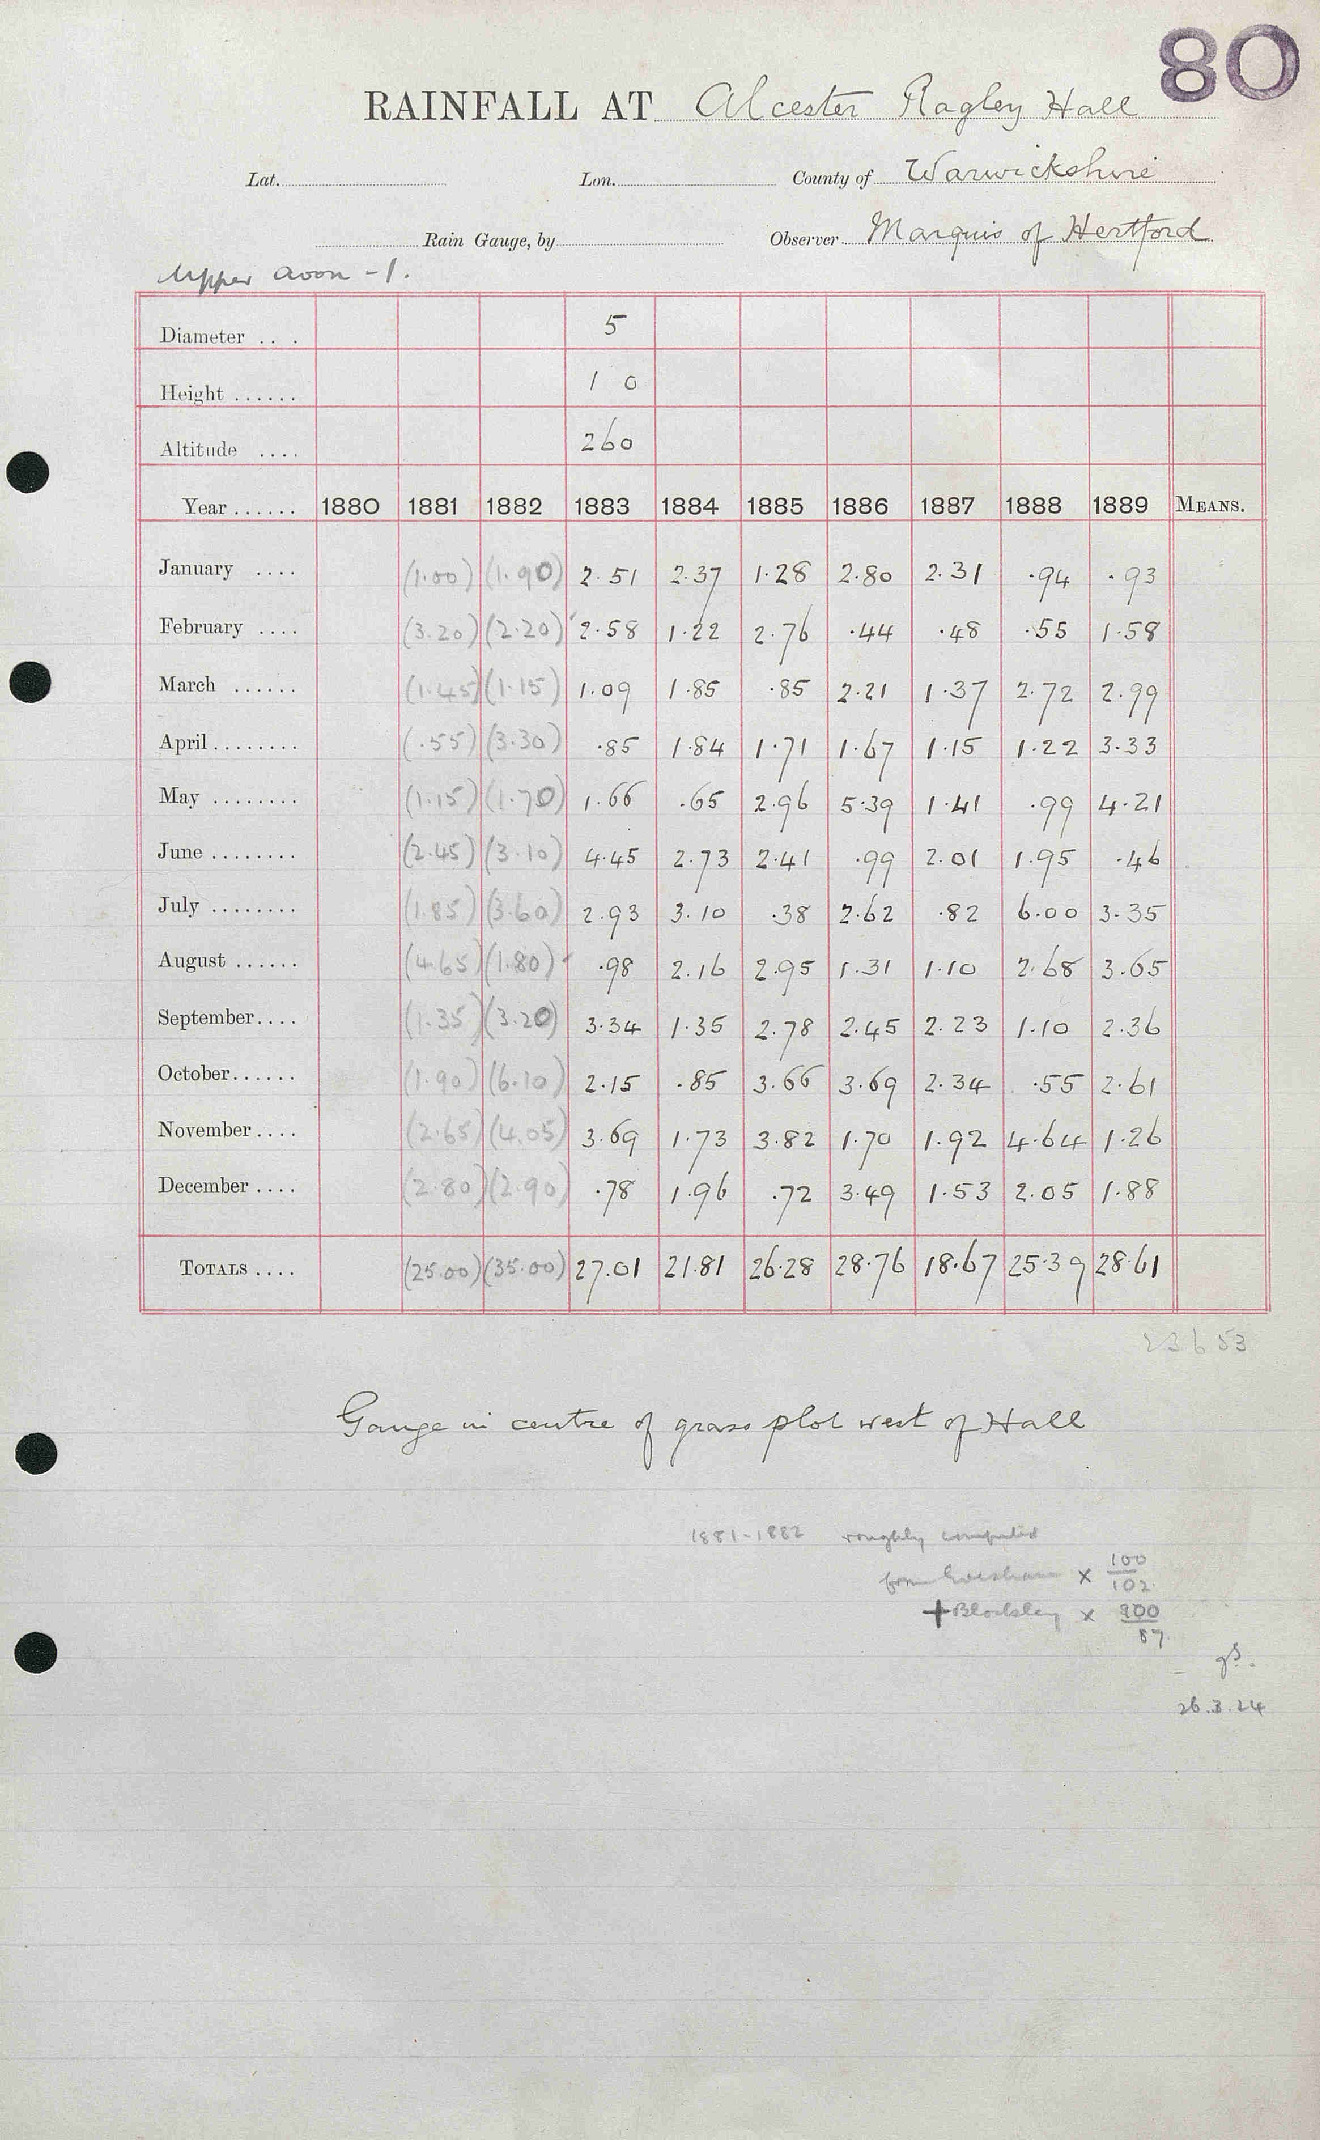 80
RAINFALL AT Alcester Ragley Hall
Lat. Lon. County of Warwickshire
Rain Gauge, by Observer Marquis of Hertford
Upper Avon - 1.
Diameter .. . 5
Height ...... 1 0
Altitude .... 260
Year ...... 1880 1881 1882 1883 1884 1885 1886 1887 1888 1889 MEANS.
January .... (1.00) (1.90) 2.51 2.37 1.28 2.80 2.31 .94 .93
February .... (3.20) (2.20) 2.58 1.22 2.76 .44 .48 .55 1.58
March ...... (1.45) (1.15) 1.09 1.85 .85 2.21 1.37 2.72 2.99
April ........ (.55) (3.30) .85 1.84 1.71 1.67 1.15 1.22 3.33
May ........ (1.15) (1.70) 1.66 .65 2.96 5.39 1.41 .99 4.21
June ........ (2.45) (3.10) 4.45 2.73 2.41 .99 2.01 1.95 .46
July ........ (1.85) (3.60) 2.93 3.10 .38 2.62 .82 6.00 3.35
August ...... (4.65) (1.80) .98 2.16 2.95 1.31 1.10 2.68 3.65
September.... (1.35) (3.20) 3.34 1.35 2.78 2.45 2.23 1.10 2.36
October...... (1.90) (6.10) 2.15 .85 3.66 3.69 2.34 .55 2.61
November.... (2.65) (4.05) 3.69 1.73 3.82 1.70 1.92 4.64 1.26
December .... (2.80) (2.90) .78 1.96 .72 3.49 1.53 2.05 1.88
TOTALS .... (25.00) (35.00) 27.01 21.81 26.28 28.76 18.67 25.39 28.61
23653
Gauge in centre of grass plot west of Hall
1881-1882 roughly computed
from Evesham × 100/102
+ Blockley × 100/87
26.3.24